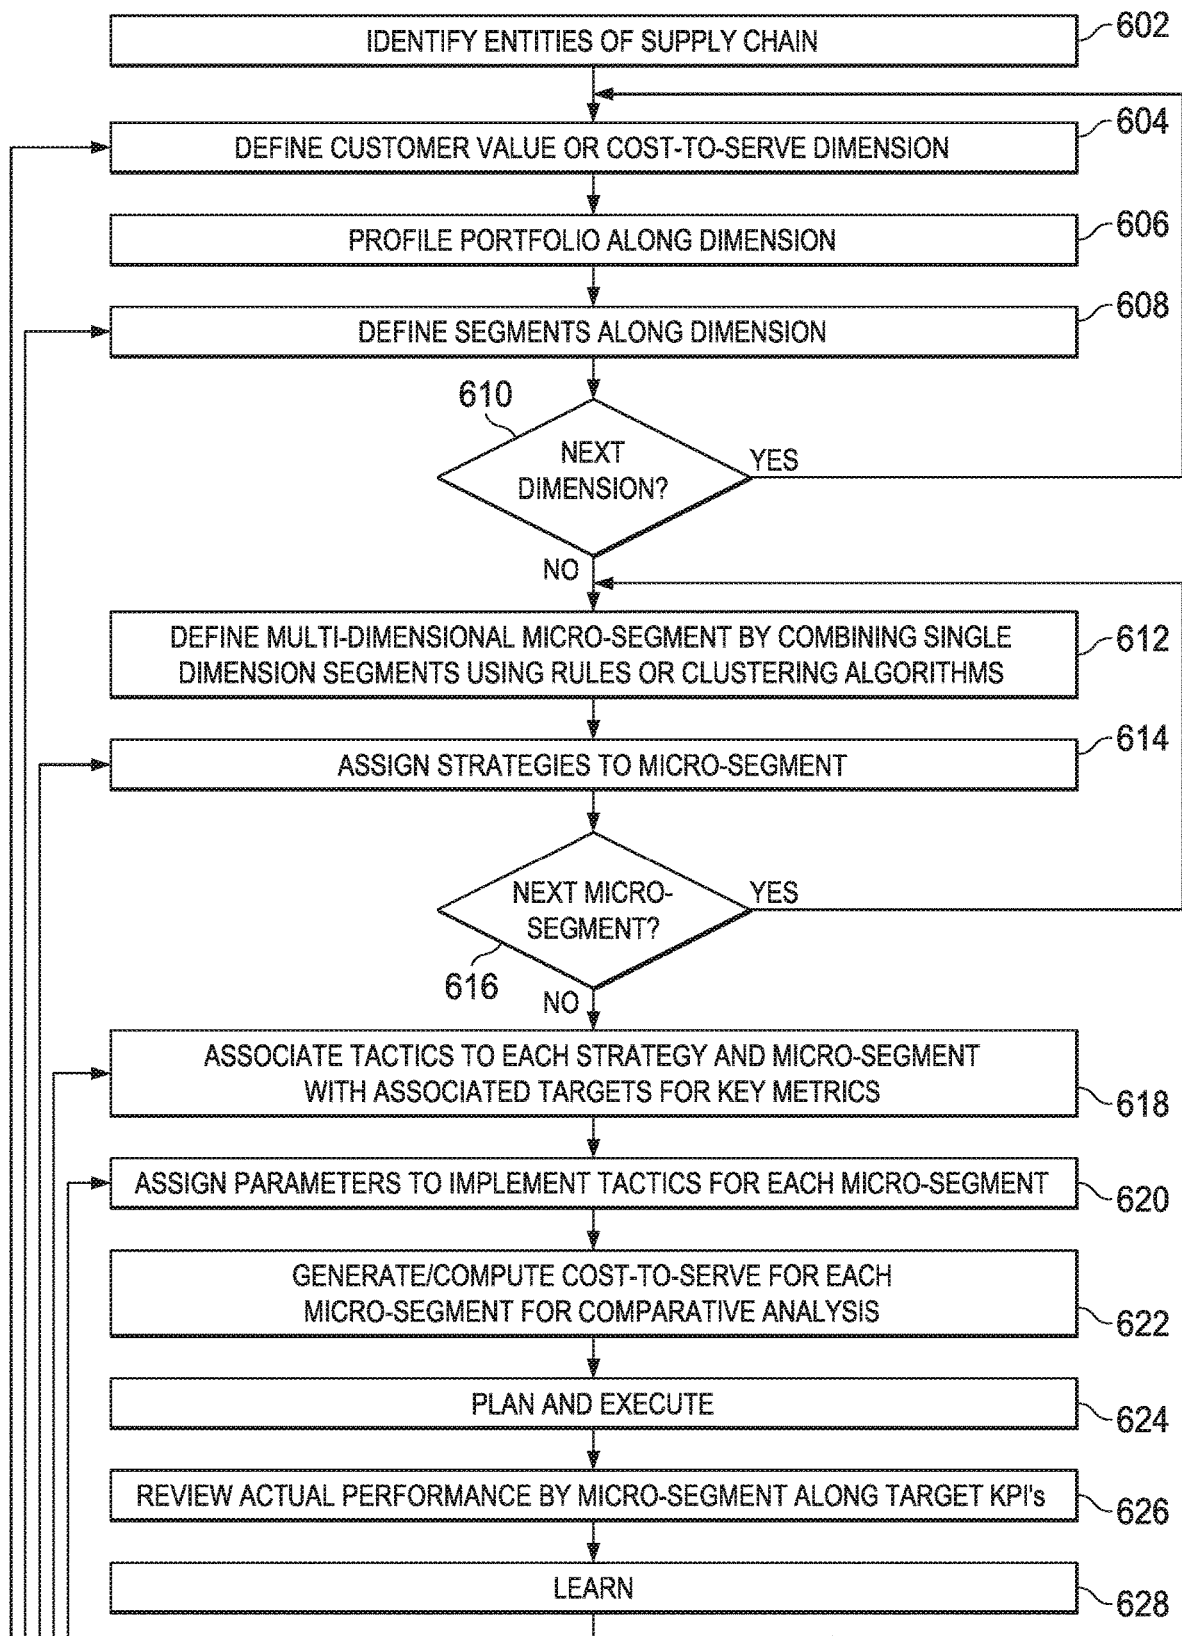 IDENTIFY ENTITIES OF SUPPLY CHAIN
602
DEFINE CUSTOMER VALUE OR COST-TO-SERVE DIMENSION
604
PROFILE PORTFOLIO ALONG DIMENSION
606
DEFINE SEGMENTS ALONG DIMENSION
608
610
NEXT
DIMENSION?
YES
NO
DEFINE MULTI-DIMENSIONAL MICRO-SEGMENT BY COMBINING SINGLE
DIMENSION SEGMENTS USING RULES OR CLUSTERING ALGORITHMS
612
ASSIGN STRATEGIES TO MICRO-SEGMENT
614
NEXT MICRO-
SEGMENT?
YES
616
NO
ASSOCIATE TACTICS TO EACH STRATEGY AND MICRO-SEGMENT
WITH ASSOCIATED TARGETS FOR KEY METRICS
618
ASSIGN PARAMETERS TO IMPLEMENT TACTICS FOR EACH MICRO-SEGMENT
620
GENERATE/COMPUTE COST-TO-SERVE FOR EACH
MICRO-SEGMENT FOR COMPARATIVE ANALYSIS
622
PLAN AND EXECUTE
624
REVIEW ACTUAL PERFORMANCE BY MICRO-SEGMENT ALONG TARGET KPI's
626
LEARN
628